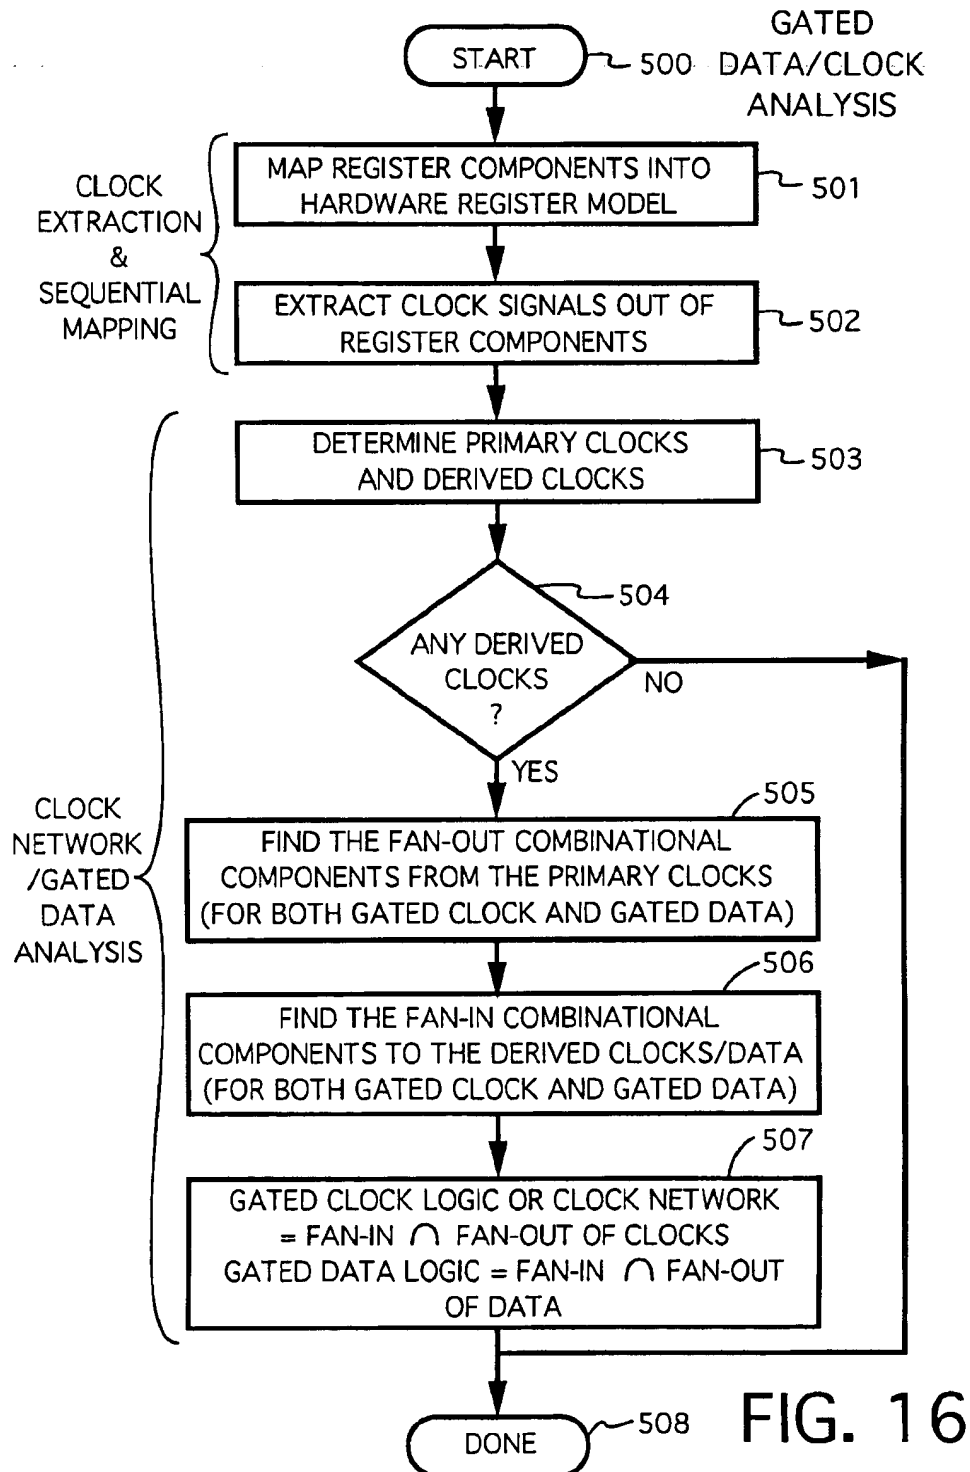 GATED
DATA/CLOCK
ANALYSIS
START
500
CLOCK
EXTRACTION
&
SEQUENTIAL
MAPPING
MAP REGISTER COMPONENTS INTO
HARDWARE REGISTER MODEL
501
EXTRACT CLOCK SIGNALS OUT OF
REGISTER COMPONENTS
502
CLOCK
NETWORK
/GATED
DATA
ANALYSIS
DETERMINE PRIMARY CLOCKS
AND DERIVED CLOCKS
503
ANY DERIVED
CLOCKS
?
504
NO
YES
505
FIND THE FAN-OUT COMBINATIONAL
COMPONENTS FROM THE PRIMARY CLOCKS
(FOR BOTH GATED CLOCK AND GATED DATA)
506
FIND THE FAN-IN COMBINATIONAL
COMPONENTS TO THE DERIVED CLOCKS/DATA
(FOR BOTH GATED CLOCK AND GATED DATA)
507
GATED CLOCK LOGIC OR CLOCK NETWORK
= FAN-IN ∩ FAN-OUT OF CLOCKS
GATED DATA LOGIC = FAN-IN ∩ FAN-OUT
OF DATA
DONE
508
FIG. 16